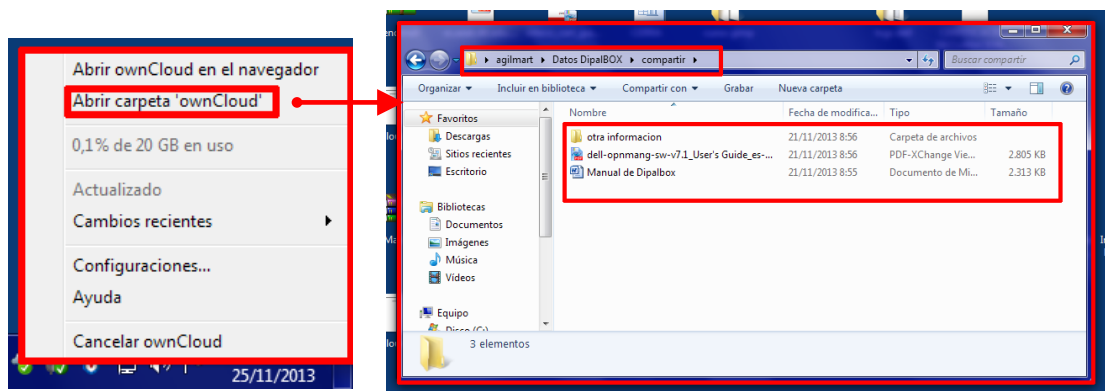 Abrir ownCloud en el navegador
Abrir carpeta 'ownCloud'
0,1% de 20 GB en uso
Actualizado
Cambios recientes
Configuraciones...
Ayuda
Cancelar ownCloud
25/11/2013
agilmart Datos DipalBOX compartir
Buscar compartir
Organizar Incluir en biblioteca Compartir con Grabar Nueva carpeta
Nombre Fecha de modifica... Tipo Tamaño
otra informacion 21/11/2013 8:56 Carpeta de archivos
dell-opnmang-sw-v7.1_User's Guide_es-... 21/11/2013 8:56 PDF-XChange Vie... 2.805 KB
Manual de Dipalbox 21/11/2013 8:55 Documento de Mi... 2.313 KB
Favoritos
Descargas
Sitios recientes
Escritorio
Bibliotecas
Documentos
Imágenes
Música
Vídeos
Equipo
Disco (C:)
3 elementos